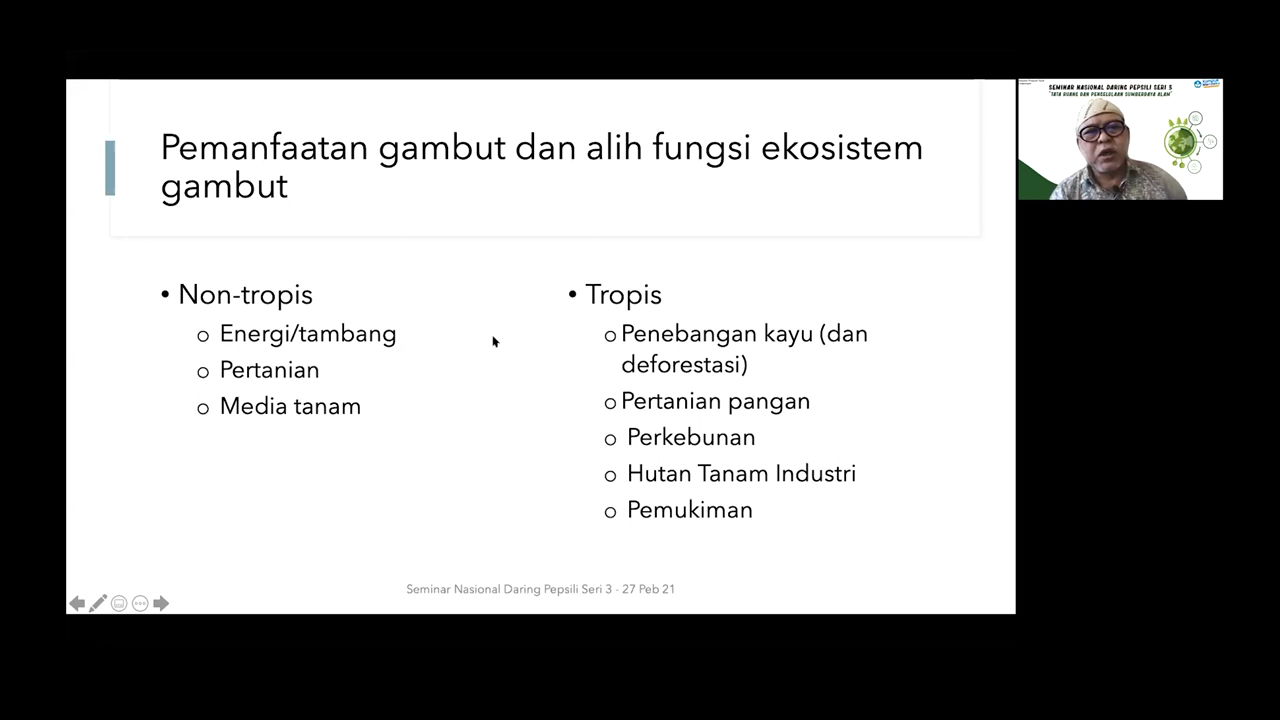 Pemanfaatan gambut dan alih fungsi ekosistem
gambut
• Non-tropis
o Energi/tambang
o Pertanian
o Media tanam
• Tropis
o Penebangan kayu (dan
deforestasi)
o Pertanian pangan
o Perkebunan
o Hutan Tanam Industri
o Pemukiman
Seminar Nasional Daring Pepsili Seri 3 - 27 Peb 21
SEMINAR NASIONAL DARING PEPSILI SERI 3
"TATA RUANG DAN PENGELOLAAN SUMBERDAYA ALAM"